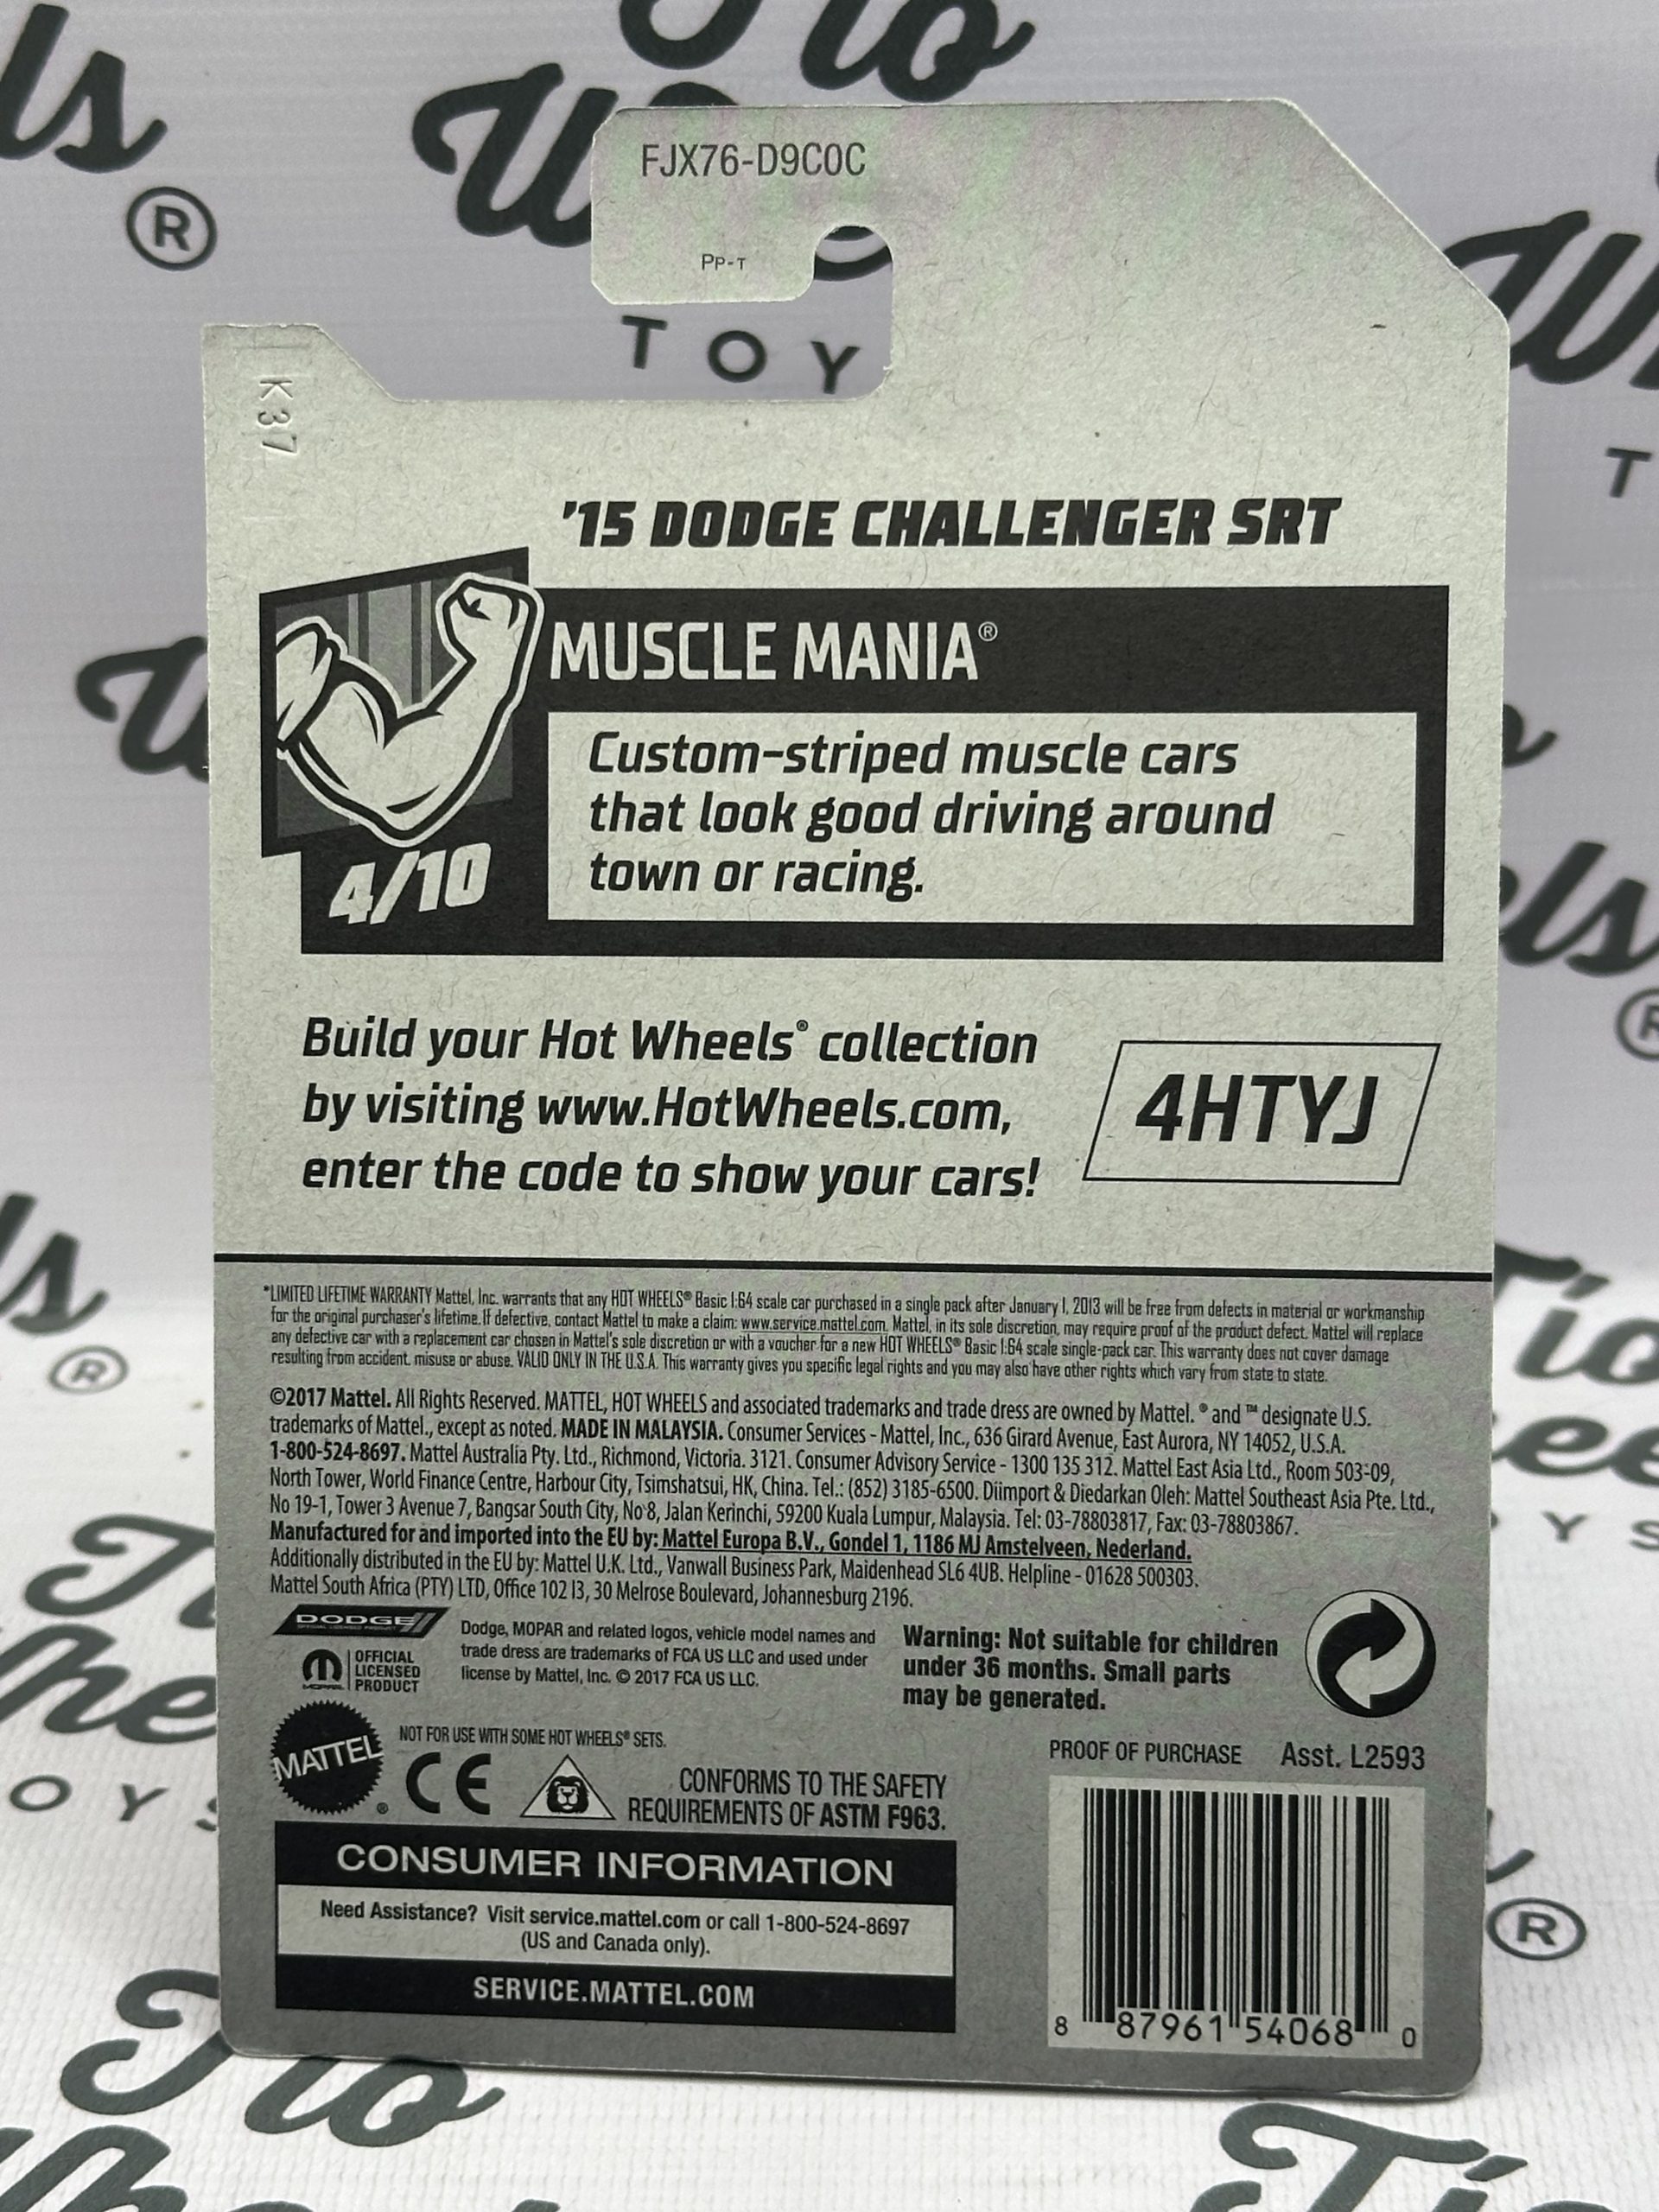 FJX76-D9C0C
PP-T
K37
'15 DODGE CHALLENGER SRT
MUSCLE MANIA®
Custom-striped muscle cars
that look good driving around
town or racing.
4/10
Build your Hot Wheels® collection
by visiting www.HotWheels.com,
enter the code to show your cars!
4HTYJ
*LIMITED LIFETIME WARRANTY Mattel, Inc. warrants that any HOT WHEELS® Basic 1:64 scale car purchased in a single pack after January 1, 2013 will be free from defects in material or workmanship
for the original purchaser's lifetime. If defective, contact Mattel to make a claim: www.service.mattel.com. Mattel, in its sole discretion, may require proof of the product defect. Mattel will replace
any defective car with a replacement car chosen in Mattel's sole discretion or with a voucher for a new HOT WHEELS® Basic 1:64 scale single-pack car. This warranty does not cover damage
resulting from accident, misuse or abuse. VALID ONLY IN THE U.S.A. This warranty gives you specific legal rights and you may also have other rights which vary from state to state.
©2017 Mattel. All Rights Reserved. MATTEL, HOT WHEELS and associated trademarks and trade dress are owned by Mattel. ® and ™ designate U.S.
trademarks of Mattel., except as noted. MADE IN MALAYSIA. Consumer Services - Mattel, Inc., 636 Girard Avenue, East Aurora, NY 14052, U.S.A.
1-800-524-8697. Mattel Australia Pty. Ltd., Richmond, Victoria. 3121. Consumer Advisory Service - 1300 135 312. Mattel East Asia Ltd., Room 503-09,
North Tower, World Finance Centre, Harbour City, Tsimshatsui, HK, China. Tel.: (852) 3185-6500. Diimport & Diedarkan Oleh: Mattel Southeast Asia Pte. Ltd.,
No 19-1, Tower 3 Avenue 7, Bangsar South City, No 8, Jalan Kerinchi, 59200 Kuala Lumpur, Malaysia. Tel: 03-78803817, Fax: 03-78803867.
Manufactured for and imported into the EU by: Mattel Europa B.V., Gondel 1, 1186 MJ Amstelveen, Nederland.
Additionally distributed in the EU by: Mattel U.K. Ltd., Vanwall Business Park, Maidenhead SL6 4UB. Helpline - 01628 500303.
Mattel South Africa (PTY) LTD, Office 102 I3, 30 Melrose Boulevard, Johannesburg 2196.
DODGE
SPECIAL LICENSED PRODUCT
MOPAR
OFFICIAL
LICENSED
PRODUCT
Dodge, MOPAR and related logos, vehicle model names and
trade dress are trademarks of FCA US LLC and used under
license by Mattel, Inc. © 2017 FCA US LLC.
Warning: Not suitable for children
under 36 months. Small parts
may be generated.
MATTEL®
NOT FOR USE WITH SOME HOT WHEELS® SETS.
CE
CONFORMS TO THE SAFETY
REQUIREMENTS OF ASTM F963.
PROOF OF PURCHASE Asst. L2593
CONSUMER INFORMATION
Need Assistance? Visit service.mattel.com or call 1-800-524-8697
(US and Canada only).
SERVICE.MATTEL.COM
8 87961 54068 0
Tio
Wheels®
TOYS